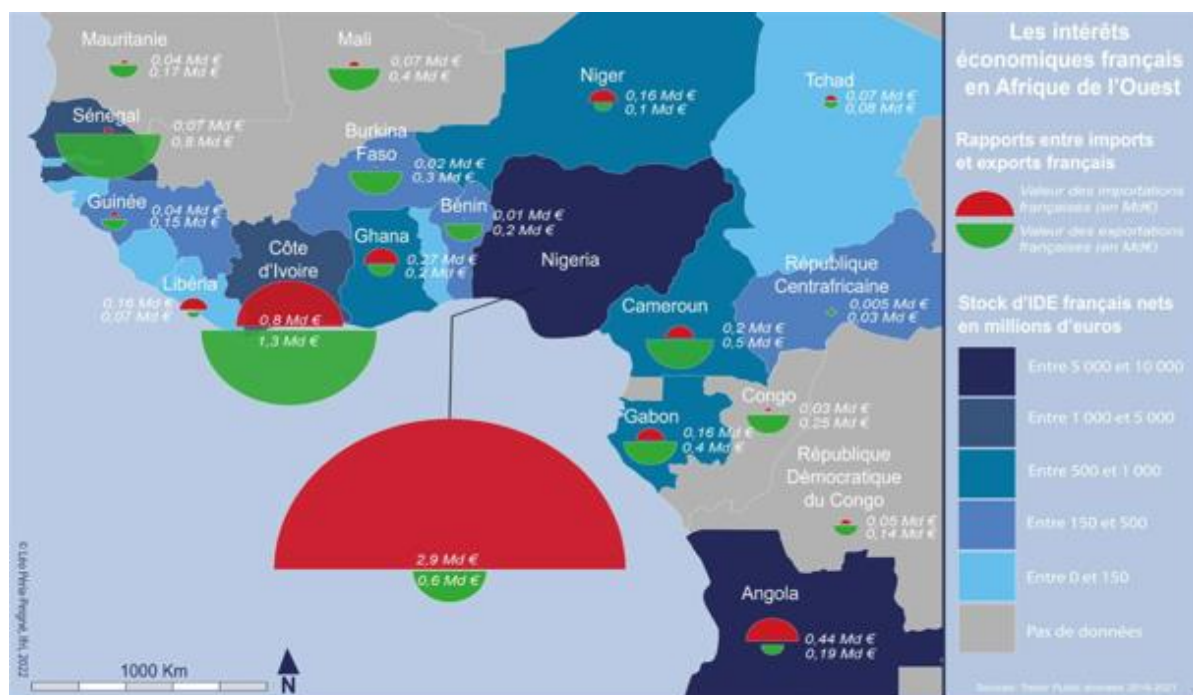 Mauritanie
0,04 Md €
0,17 Md €
Mali
0,07 Md €
0,4 Md €
Niger
0,16 Md €
0,1 Md €
Tchad
0,07 Md €
0,08 Md €
Sénégal
0,07 Md €
0,8 Md €
Burkina
Faso
0,02 Md €
0,3 Md €
Guinée
0,04 Md €
0,15 Md €
Bénin
0,01 Md €
0,2 Md €
Côte
d'Ivoire
0,8 Md €
1,3 Md €
Ghana
0,27 Md €
0,2 Md €
Nigeria
2,9 Md €
0,6 Md €
Libéria
0,16 Md €
0,07 Md €
République
Centrafricaine
0,005 Md €
0,03 Md €
Cameroun
0,2 Md €
0,5 Md €
Gabon
0,16 Md €
0,4 Md €
Congo
0,03 Md €
0,25 Md €
République
Démocratique
du Congo
0,05 Md €
0,14 Md €
Angola
0,44 Md €
0,19 Md €
1000 Km
N
Ifri, 2022
Les intérêts
économiques français
en Afrique de l'Ouest
Rapports entre imports
et exports français
Valeur des importations
françaises (en Md€)
Valeur des exportations
françaises (en Md€)
Stock d'IDE français nets
en millions d'euros
Entre 5 000 et 10 000
Entre 1 000 et 5 000
Entre 500 et 1 000
Entre 150 et 500
Entre 0 et 150
Pas de données